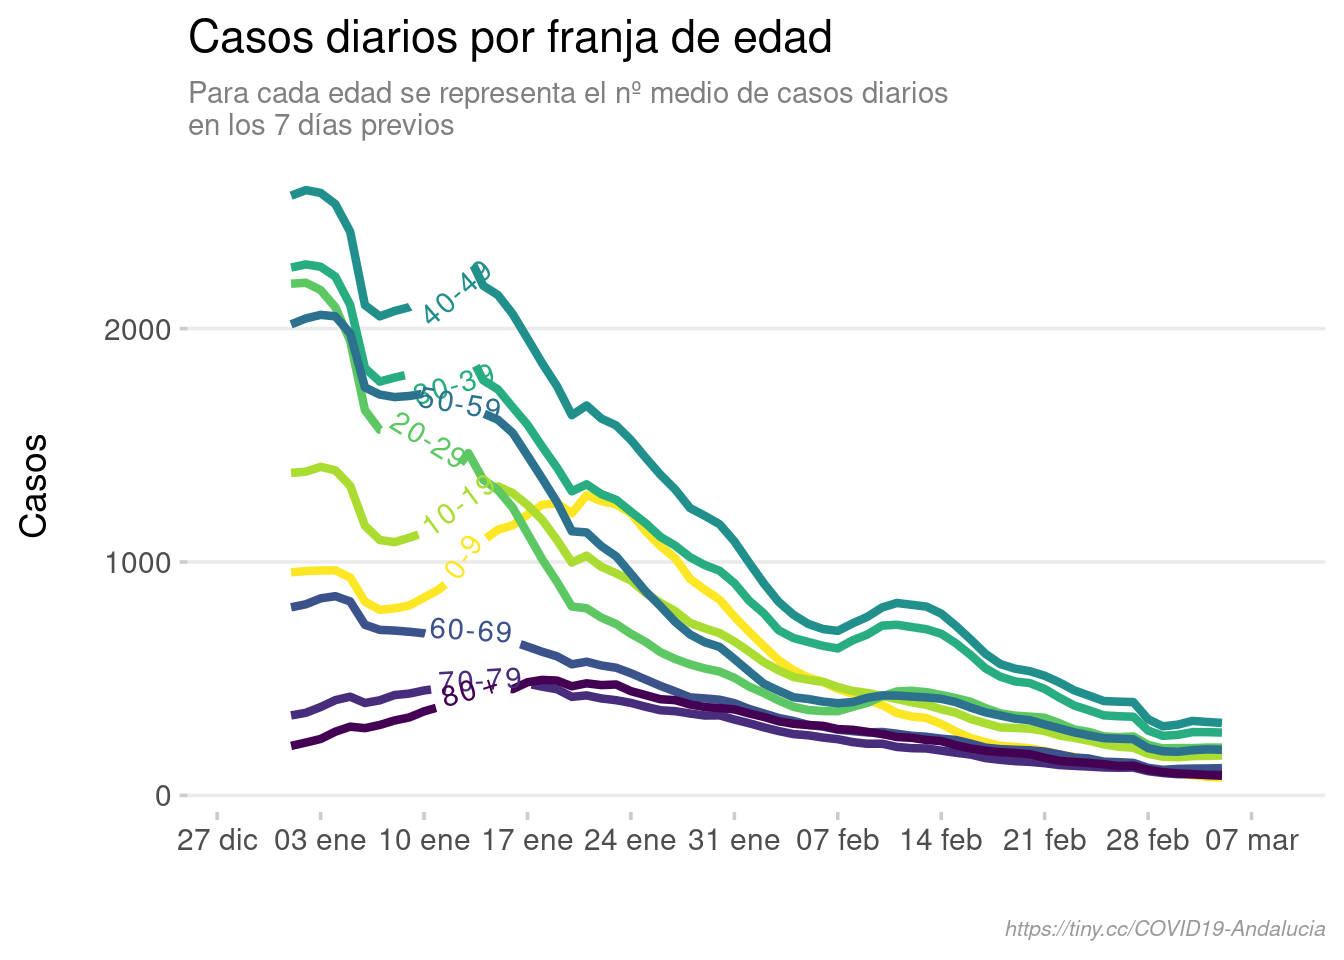 Casos diarios por franja de edad
Para cada edad se representa el nº medio de casos diarios
en los 7 días previos
Casos
2000
1000
0
40-49
30-39
50-59
20-29
10-19
0-9
60-69
70-79
80+
27 dic 03 ene 10 ene 17 ene 24 ene 31 ene 07 feb 14 feb 21 feb 28 feb 07 mar
https://tiny.cc/COVID19-Andalucia